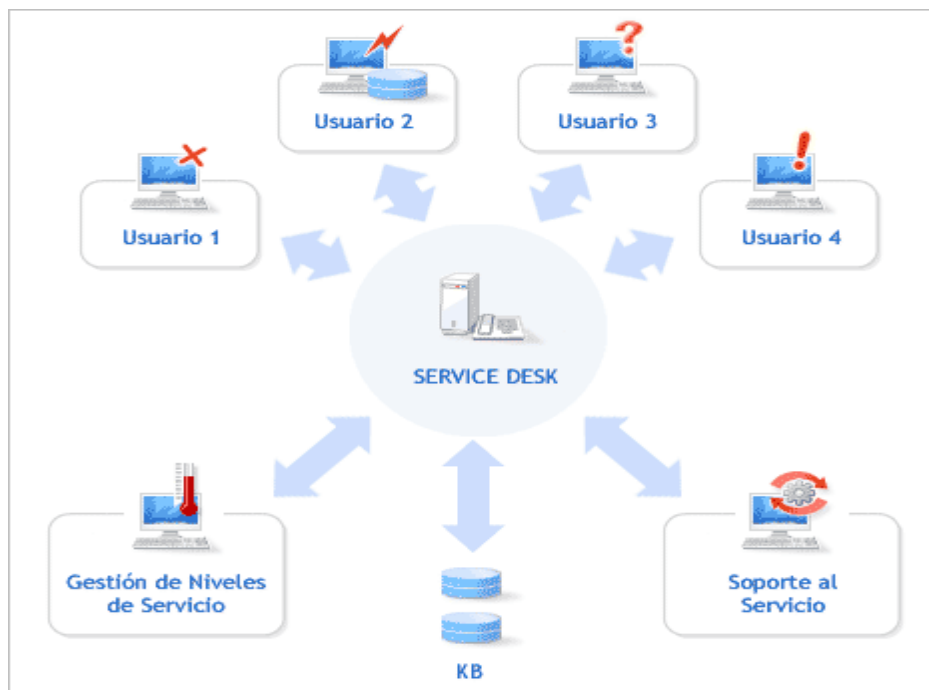 Usuario 2
Usuario 3
Usuario 1
Usuario 4
SERVICE DESK
Gestión de Niveles
de Servicio
Soporte al
Servicio
KB